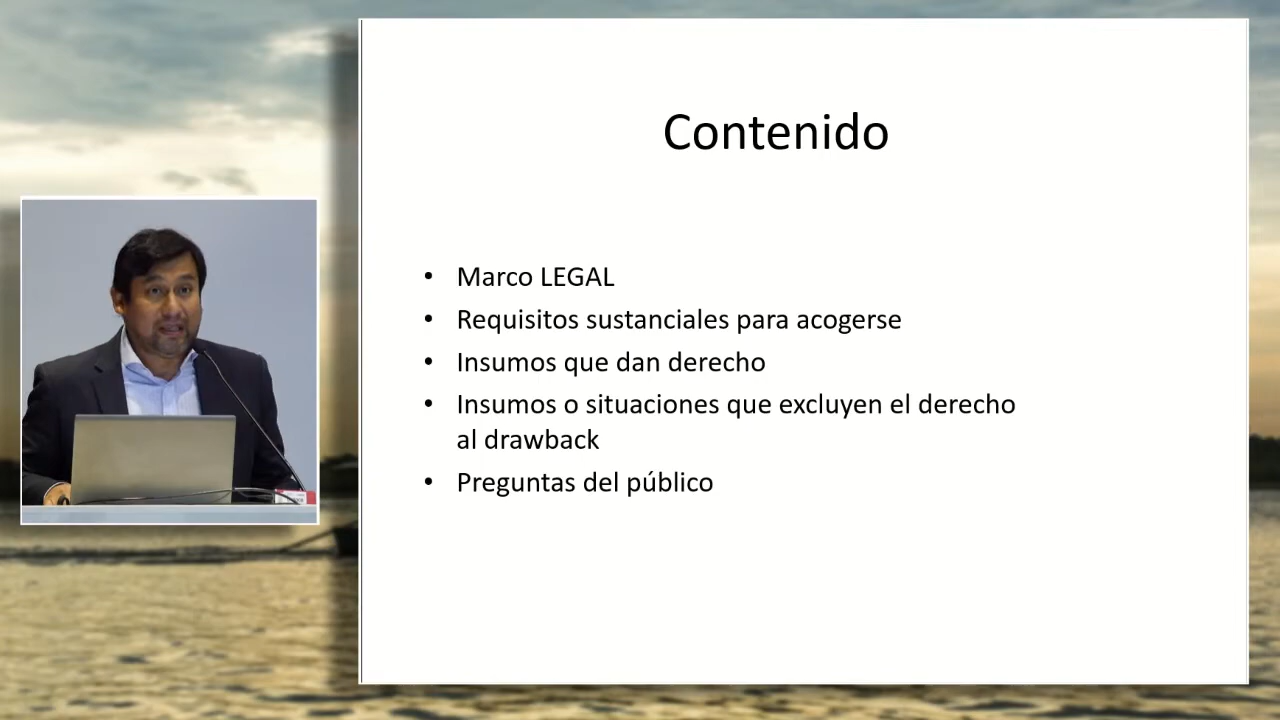 Contenido
• Marco LEGAL
• Requisitos sustanciales para acogerse
• Insumos que dan derecho
• Insumos o situaciones que excluyen el derecho
al drawback
• Preguntas del público